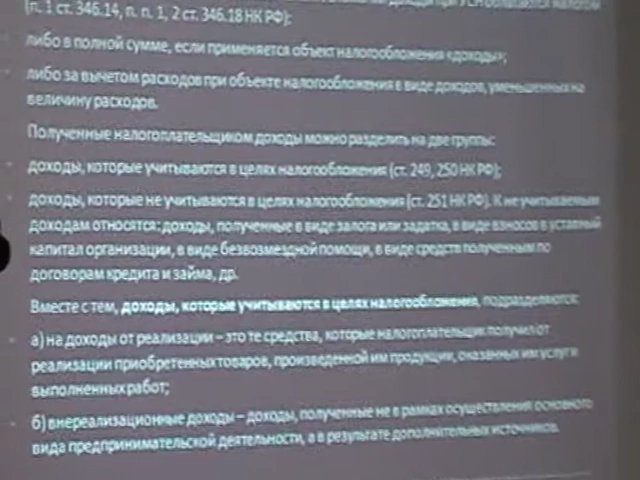 при УСН облагаются налогом
(п. 1 ст. 346.14, п. п. 1, 2 ст. 346.18 НК РФ):
либо в полной сумме, если применяется объект налогообложения «доходы»;
либо за вычетом расходов при объекте налогообложения в виде доходов, уменьшенных на
величину расходов.
Полученные налогоплательщиком доходы можно разделить на две группы:
- доходы, которые учитываются в целях налогообложения (ст. 249, 250 НК РФ);
- доходы, которые не учитываются в целях налогообложения (ст. 251 НК РФ). К не учитываемым
доходам относятся: доходы, полученные в виде залога или задатка, в виде взносов в уставный
капитал организации, в виде безвозмездной помощи, в виде средств полученным по
договорам кредита и займа, др.
Вместе с тем, доходы, которые учитываются в целях налогообложения, подразделяются:
- а) на доходы от реализации – это те средства, которые налогоплательщик получил от
реализации приобретенных товаров, произведенной им продукции, оказанных им услуг и
выполненных работ;
- б) внереализационные доходы – доходы, полученные не в рамках осуществления основного
вида предпринимательской деятельности, а в результате дополнительных источников.